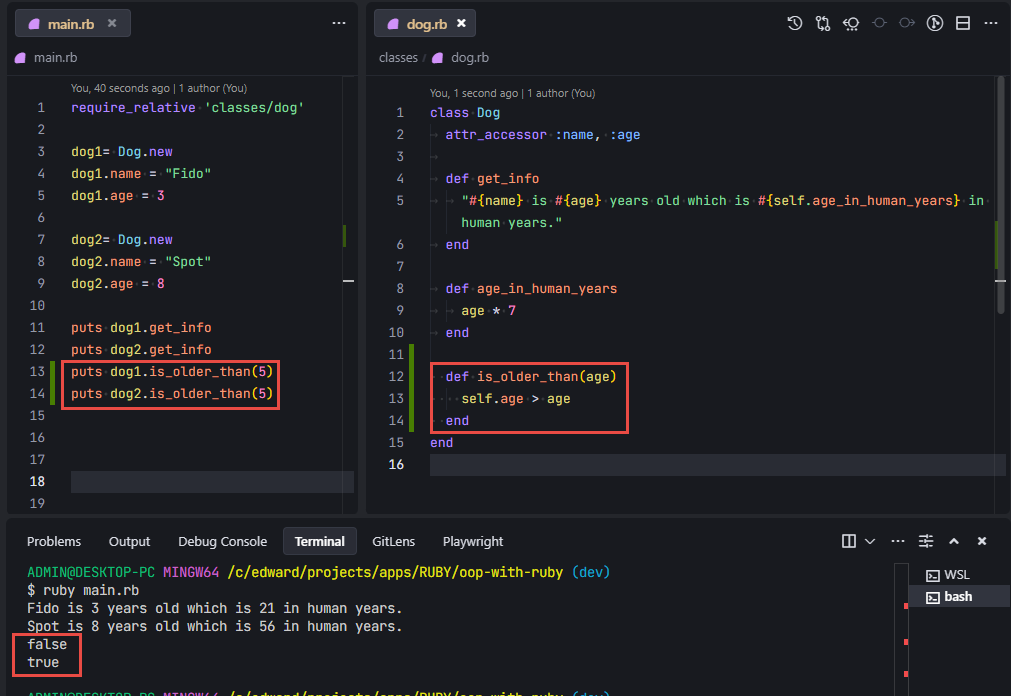 main.rb
main.rb
You, 40 seconds ago | 1 author (You)
1 require_relative 'classes/dog'
2
3 dog1= Dog.new
4 dog1.name = "Fido"
5 dog1.age = 3
6
7 dog2= Dog.new
8 dog2.name = "Spot"
9 dog2.age = 8
10
11 puts dog1.get_info
12 puts dog2.get_info
13 puts dog1.is_older_than(5)
14 puts dog2.is_older_than(5)
15
16
17
18
19
dog.rb
classes / dog.rb
You, 1 second ago | 1 author (You)
1 class Dog
2 attr_accessor :name, :age
3
4 def get_info
5 "#{name} is #{age} years old which is #{self.age_in_human_years} in
human years."
6 end
7
8 def age_in_human_years
9 age * 7
10 end
11
12 def is_older_than(age)
13 self.age > age
14 end
15 end
16
Problems Output Debug Console Terminal GitLens Playwright
ADMIN@DESKTOP-PC MINGW64 /c/edward/projects/apps/RUBY/oop-with-ruby (dev)
$ ruby main.rb
Fido is 3 years old which is 21 in human years.
Spot is 8 years old which is 56 in human years.
false
true
ADMIN@DESKTOP-PC MINGW64 /c/edward/projects/apps/RUBY/oop-with-ruby (dev)
WSL
bash